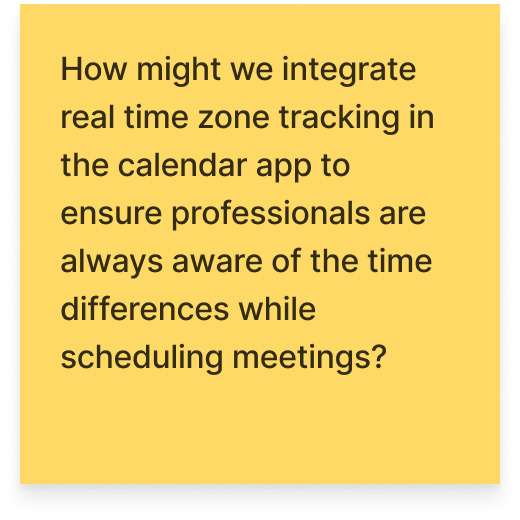 How might we integrate
real time zone tracking in
the calendar app to
ensure professionals are
always aware of the time
differences while
scheduling meetings?